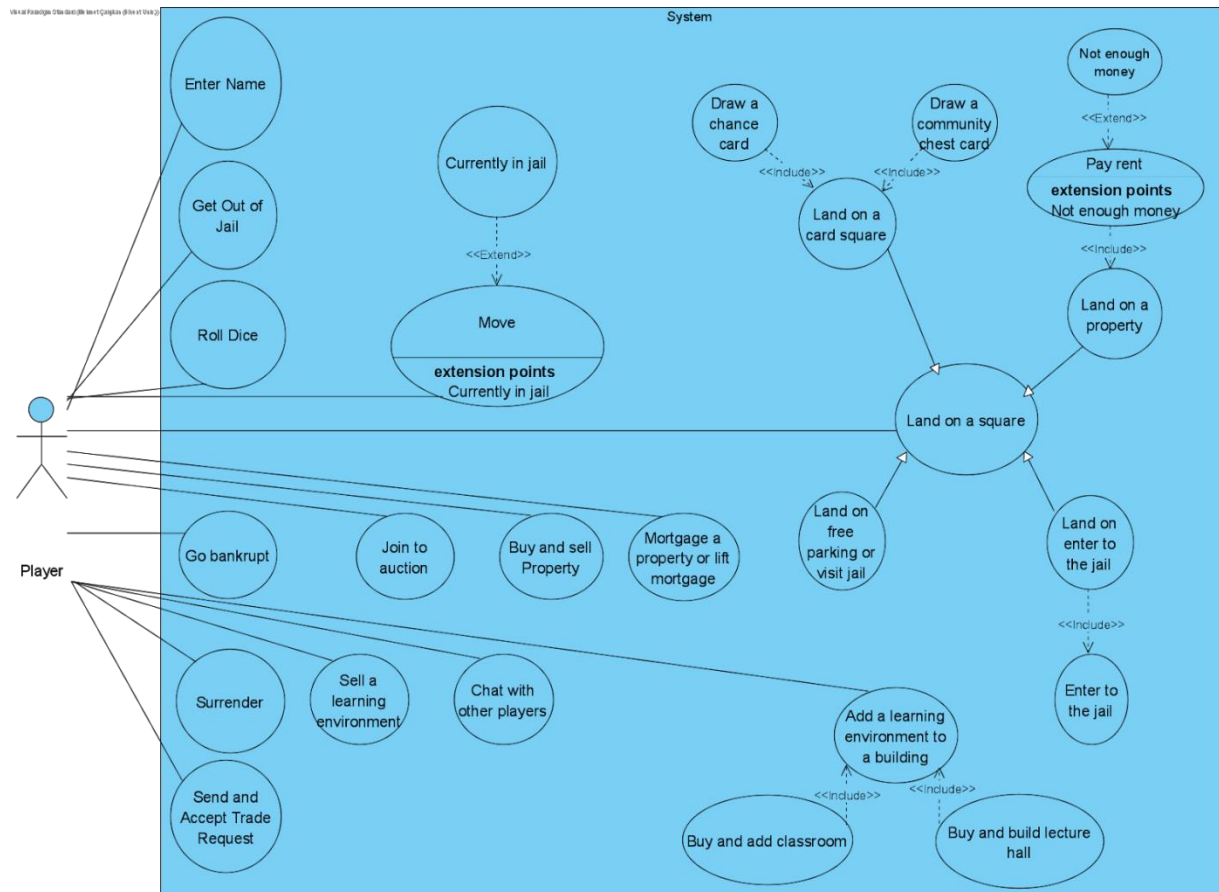 System
Enter Name
Not enough
money
Draw a
chance
card
Draw a
community
chest card
<<Extend>>
Currently in jail
<<Include>>
<<Include>>
Pay rent
extension points
Not enough money
Get Out of
Jail
Land on a
card square
<<Extend>>
<<Include>>
Roll Dice
Move
Land on a
property
extension points
Currently in jail
Land on a square
Land on
free
parking or
visit jail
Land on
enter to
the jail
Go bankrupt
Join to
auction
Buy and sell
Property
Mortgage a
property or lift
mortgage
Player
<<Include>>
Surrender
Sell a
learning
environment
Chat with
other players
Enter to
the jail
Add a learning
environment to
a building
<<Include>>
<<Include>>
Send and
Accept Trade
Request
Buy and add classroom
Buy and build lecture
hall